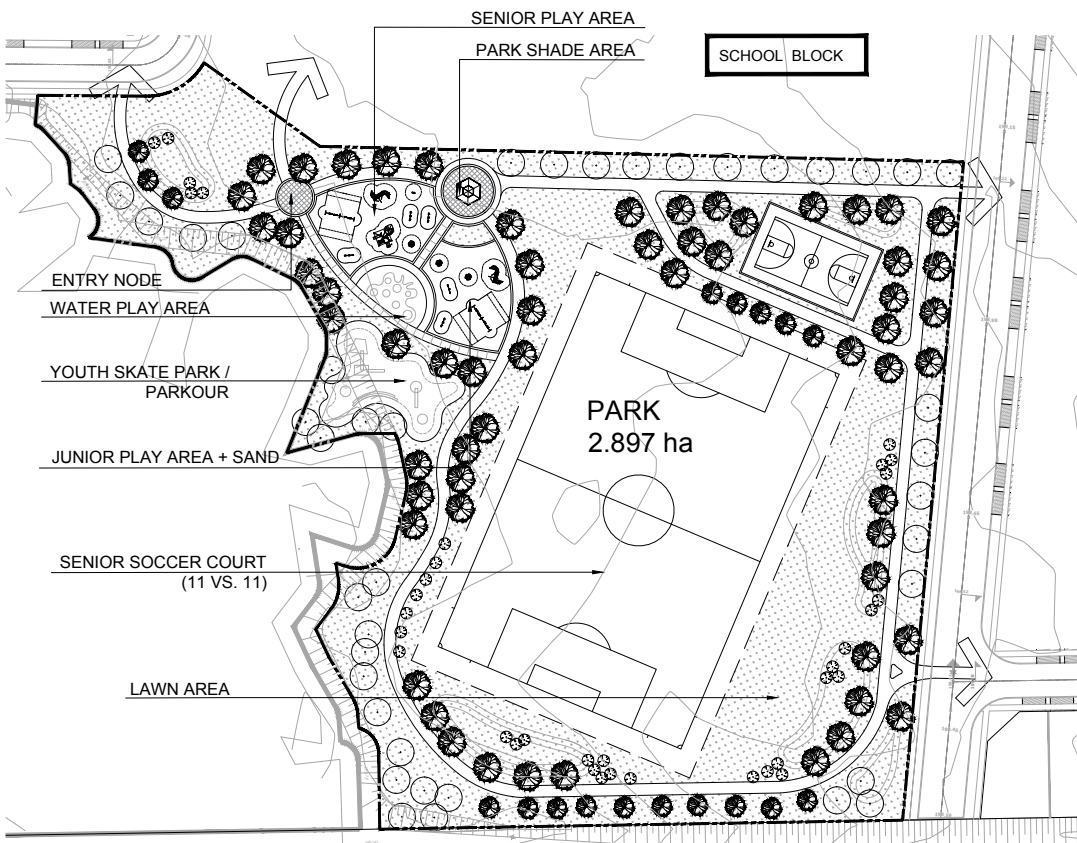 SENIOR PLAY AREA
PARK SHADE AREA
SCHOOL BLOCK
ENTRY NODE
WATER PLAY AREA
YOUTH SKATE PARK /
PARKOUR
PARK
2.897 ha
JUNIOR PLAY AREA + SAND
SENIOR SOCCER COURT
(11 VS. 11)
LAWN AREA